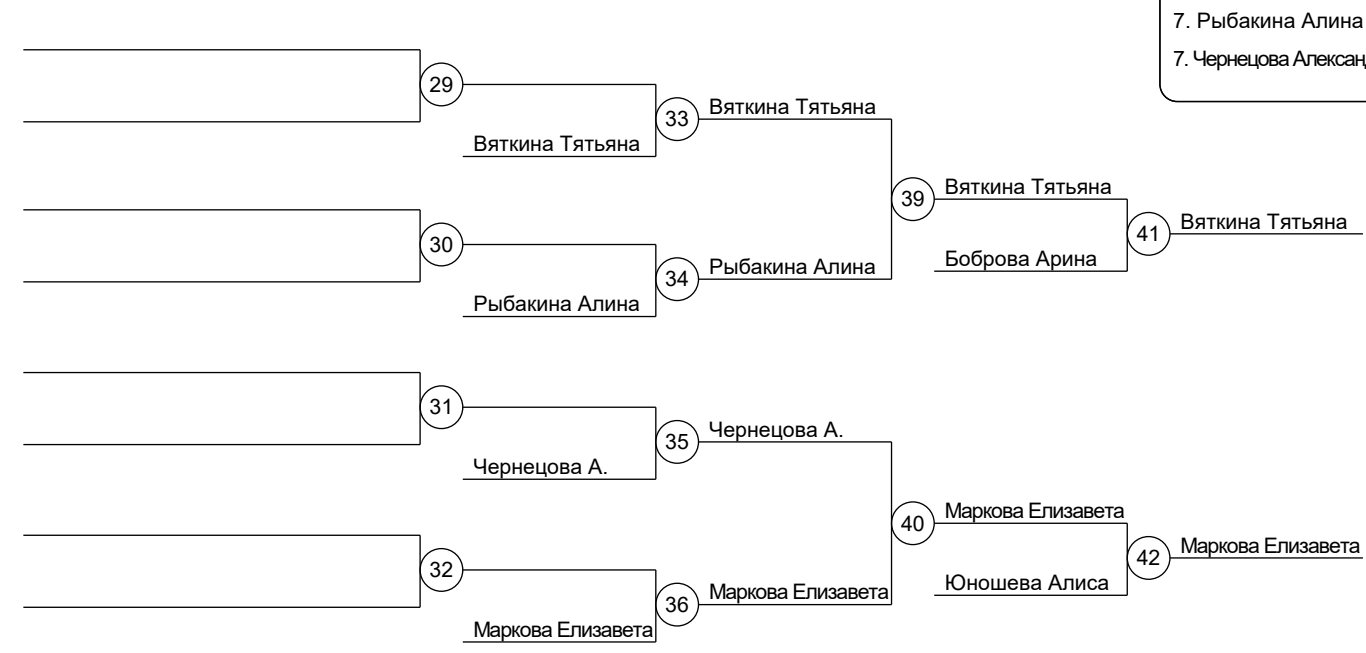 7. Рыбакина Алина
7. Чернецова Алексан
29
33
Вяткина Тятьяна
Вяткина Тятьяна
39
Вяткина Тятьяна
41
Вяткина Тятьяна
30
34
Рыбакина Алина
Боброва Арина
Рыбакина Алина
31
35
Чернецова А.
Чернецова А.
40
Маркова Елизавета
42
Маркова Елизавета
32
36
Маркова Елизавета
Юношева Алиса
Маркова Елизавета